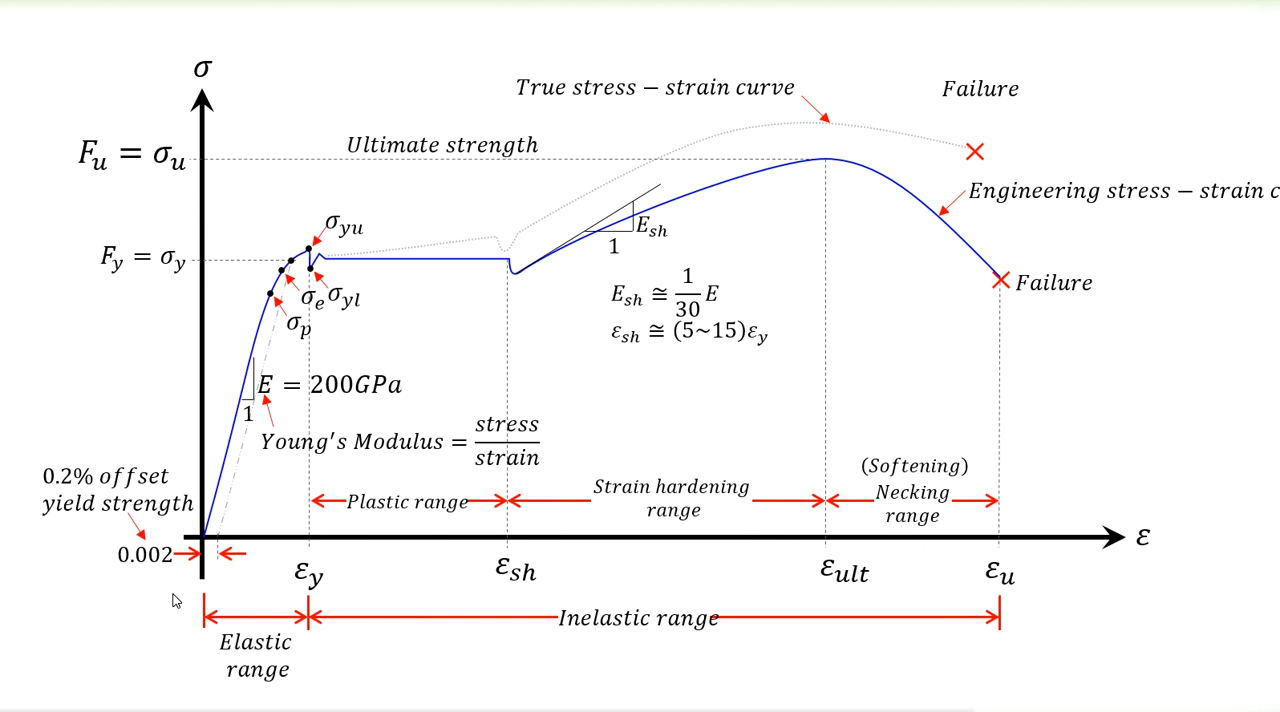 σ
True stress − strain curve
Failure
F_u = σ_u
Ultimate strength
Engineering stress − strain c
σ_yu
E_sh
1
F_y = σ_y
σ_e σ_yl
E_sh ≅ 1/30 E
Failure
σ_p
ε_sh ≅ (5~15)ε_y
E = 200GPa
1
Young's Modulus = stress/strain
0.2% offset
yield strength
(Softening)
Necking
range
Strain hardening
range
Plastic range
0.002
ε
ε_y
ε_sh
ε_ult
ε_u
Inelastic range
Elastic
range